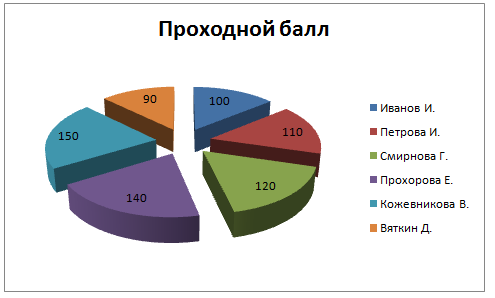 Проходной балл
90
100
110
150
120
140
Иванов И.
Петрова И.
Смирнова Г.
Прохорова Е.
Кожевникова В.
Вяткин Д.